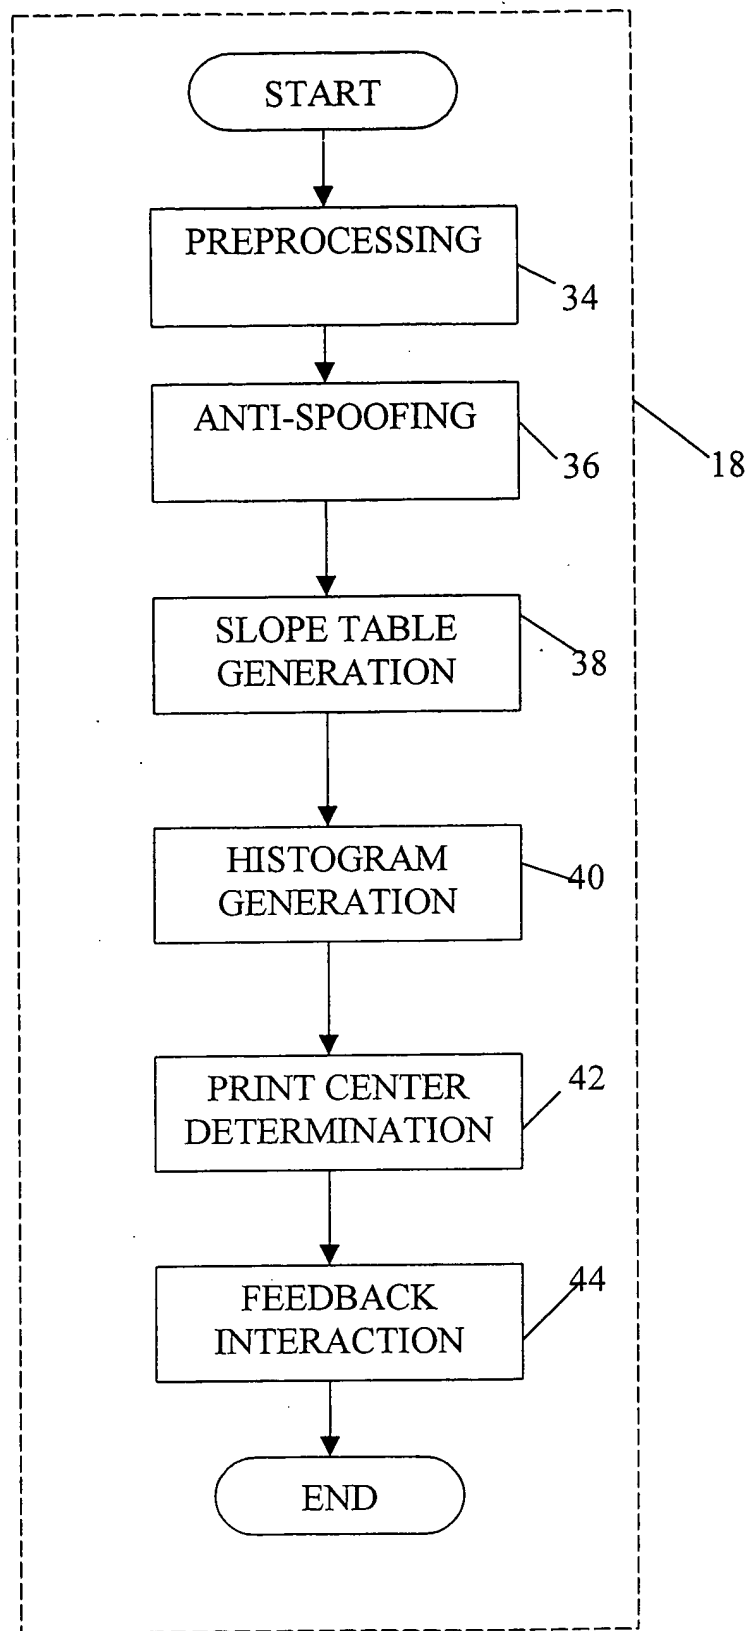 START
PREPROCESSING
34
ANTI-SPOOFING
36
18
SLOPE TABLE
GENERATION
38
HISTOGRAM
GENERATION
40
PRINT CENTER
DETERMINATION
42
FEEDBACK
INTERACTION
44
END